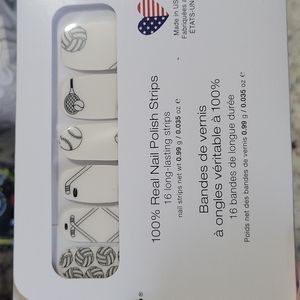 Made in US
Fabriquées a
ÉTATS-UN
100% Real Nail Polish Strips
16 long-lasting strips
nail strips net wt 0.99 g / 0.035 oz e
Bandes de vernis
à ongles véritable à 100%
16 bandes de longue durée
Poids net des bandes de vernis 0.99 g / 0.035 oz e